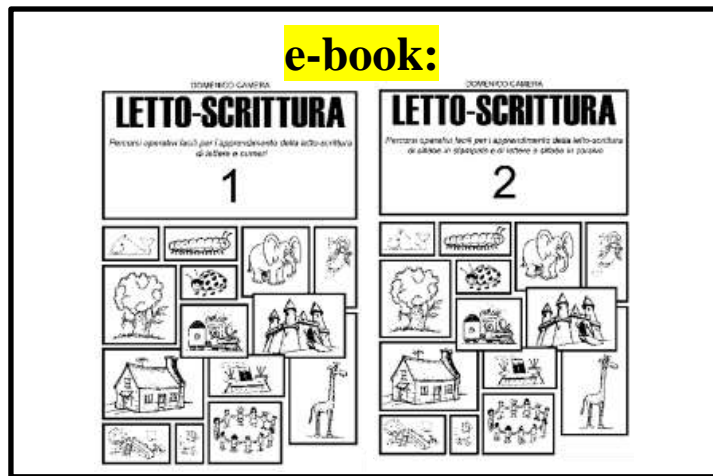 e-book:
DOMENICO CAMERA
LETTO-SCRITTURA
Percorsi operativi facili per l'apprendimento della letto-scrittura
di lettere e numeri
1
DOMENICO CAMERA
LETTO-SCRITTURA
Percorsi operativi facili per l'apprendimento della letto-scrittura
di sillabe in stampato e di lettere e sillabe in corsivo
2